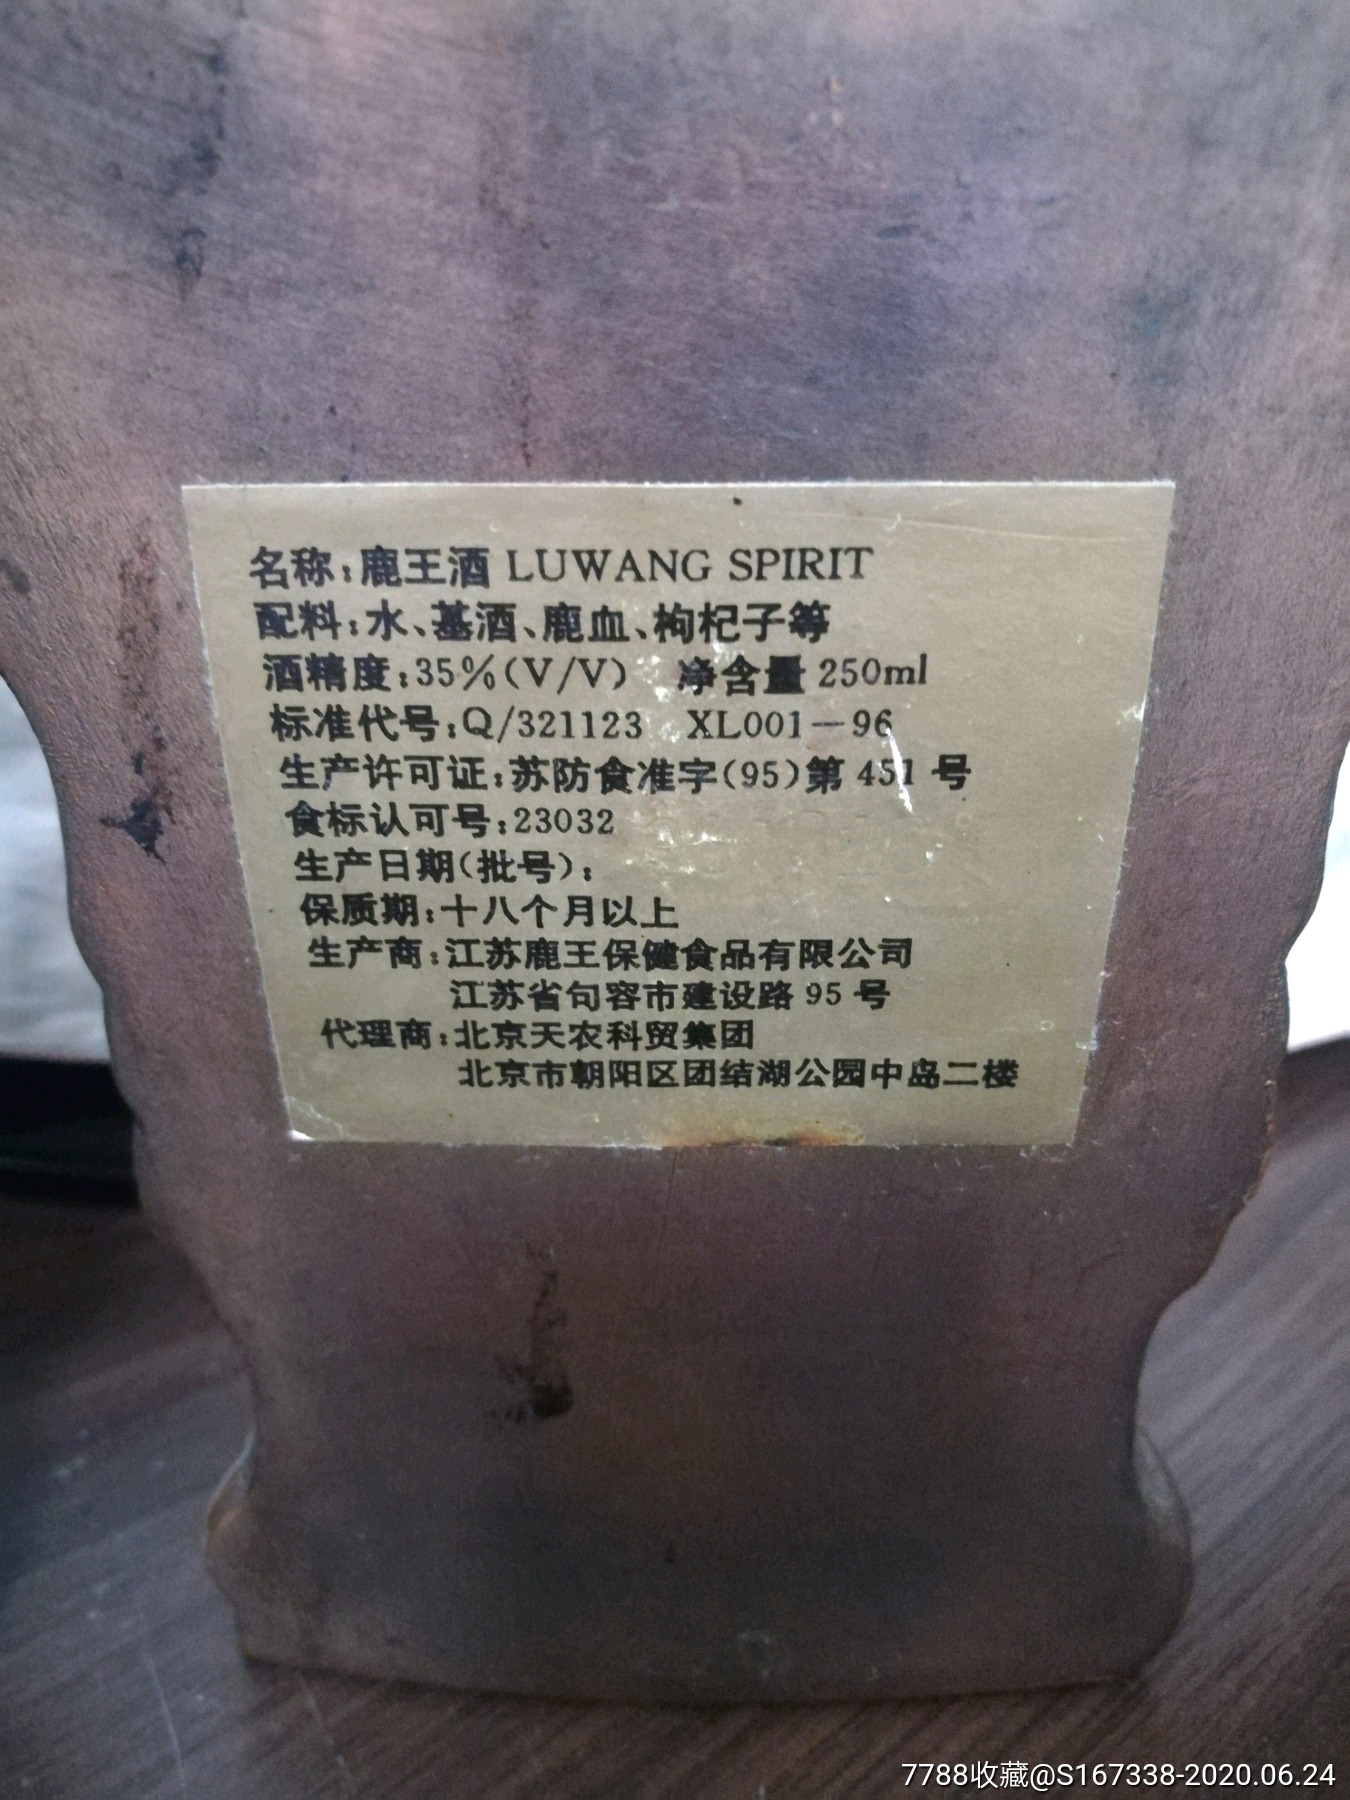 名称:鹿王酒 LUWANG SPIRIT
配料:水、基酒、鹿血、枸杞子等
酒精度:35%(V/V) 净含量 250ml
标准代号:Q/321123 XL001—96
生产许可证:苏防食准字(95)第 451 号
食标认可号:23032
生产日期(批号):
保质期:十八个月以上
生产商:江苏鹿王保健食品有限公司
江苏省句容市建设路 95 号
代理商:北京天农科贸集团
北京市朝阳区团结湖公园中岛二楼
7788收藏@S167338-2020.06.24